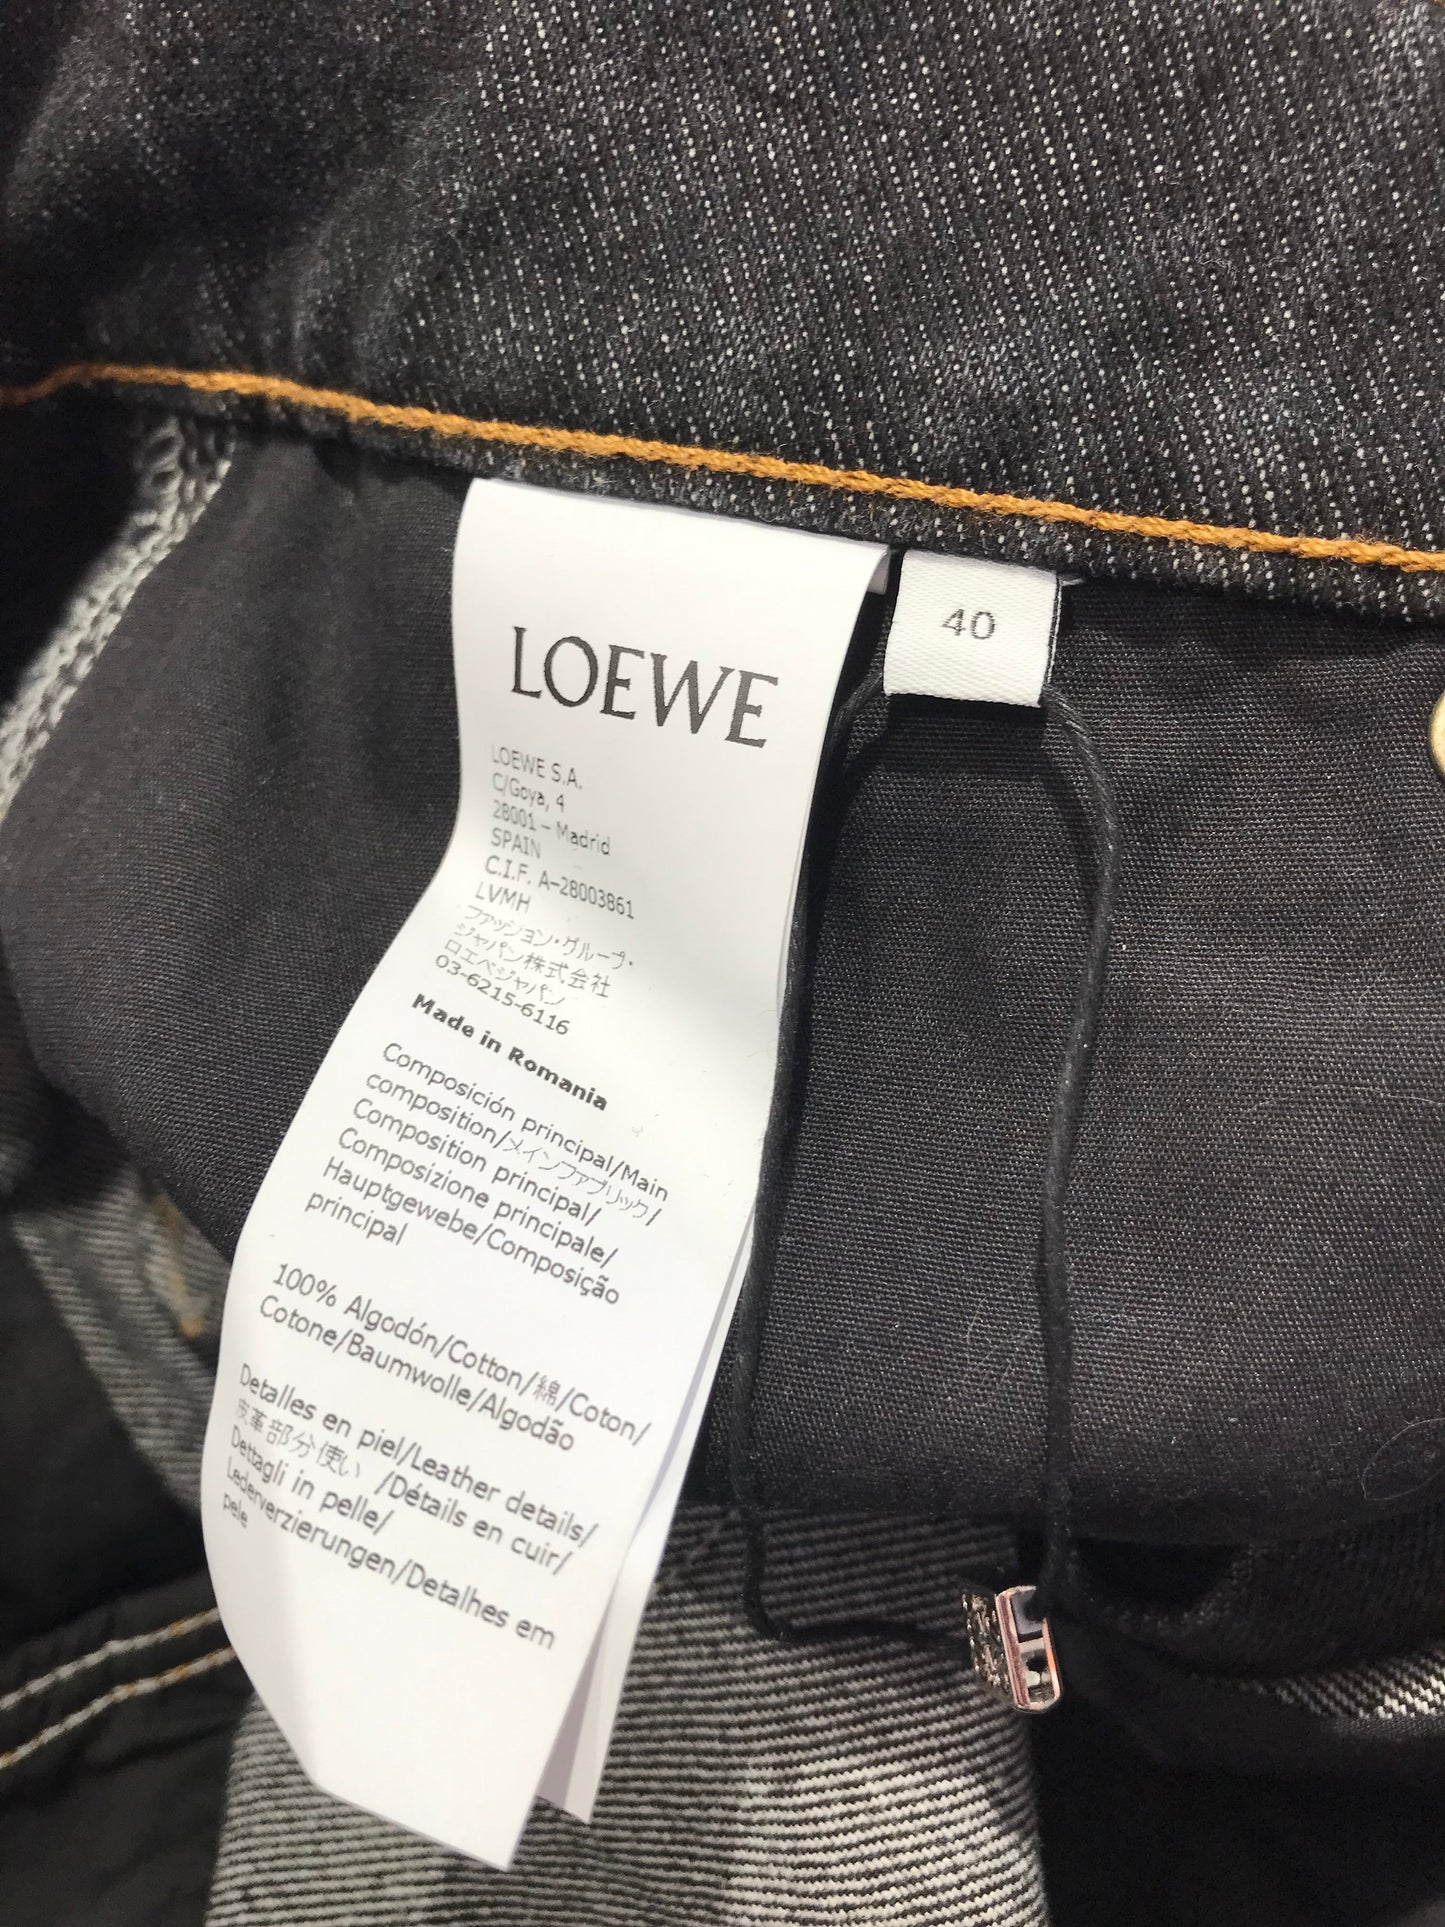 LOEWE
40
LOEWE S.A.
C/Goya, 4
28001 – Madrid
SPAIN
C.I.F. A-28003861
LVMH
ファッション・グループ・
ジャパン株式会社
ロエベジャパン
03-6215-6116
Made in Romania
Composición principal/Main
composition/メインファブリック/
Composition principal/
Composizione principale/
Hauptgewebe/Composição
principal
100% Algodón/Cotton/綿/Coton/
Cotone/Baumwolle/Algodão
Detalles en piel/Leather details/
皮革部分使い /Détails en cuir/
Dettagli in pelle/
Lederverzierungen/Detalhes em
pele